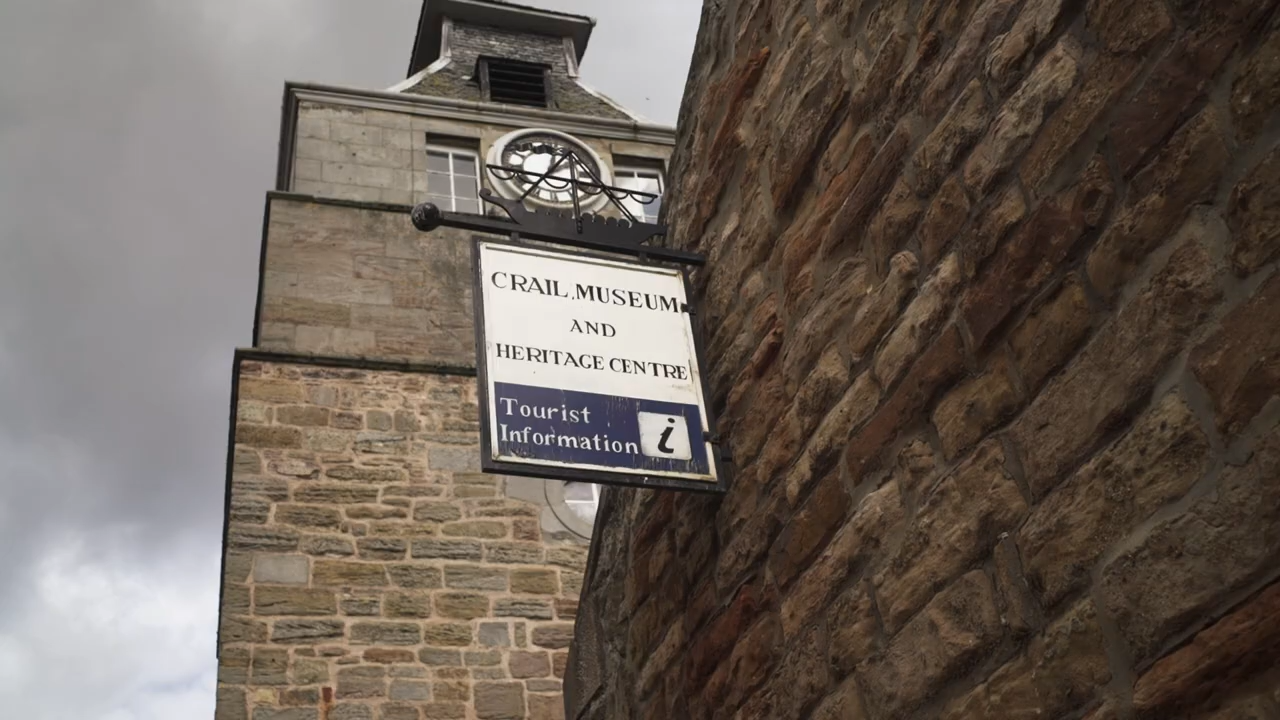 CRAIL MUSEUM
AND
HERITAGE CENTRE
Tourist
Information i